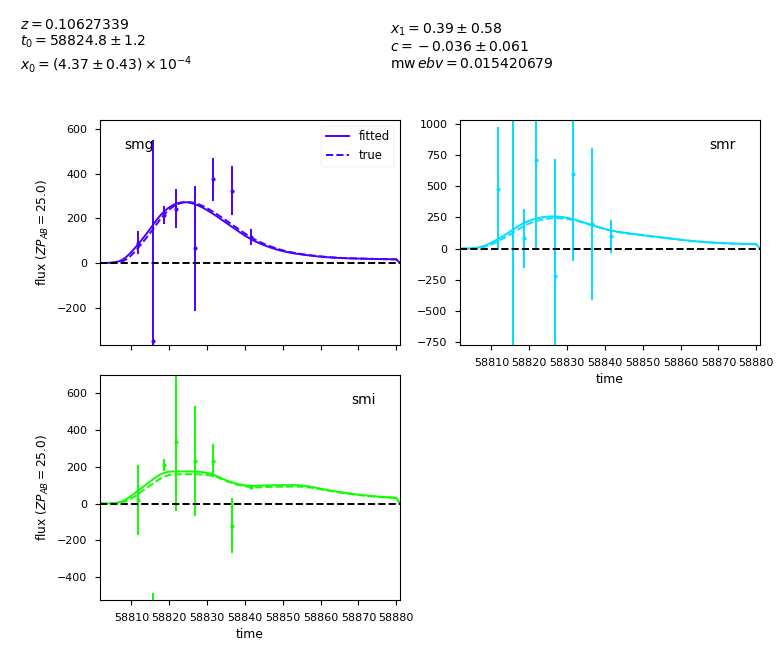 z = 0.10627339
t₀ = 58824.8 ± 1.2
x₀ = (4.37 ± 0.43) × 10⁻⁴
x₁ = 0.39 ± 0.58
c = −0.036 ± 0.061
mw ebv = 0.015420679
smg
fitted
true
600
400
200
0
−200
flux (ZP_AB = 25.0)
smr
1000
750
500
250
0
−250
−500
−750
58810 58820 58830 58840 58850 58860 58870 58880
time
smi
600
400
200
0
−200
−400
flux (ZP_AB = 25.0)
58810 58820 58830 58840 58850 58860 58870 58880
time